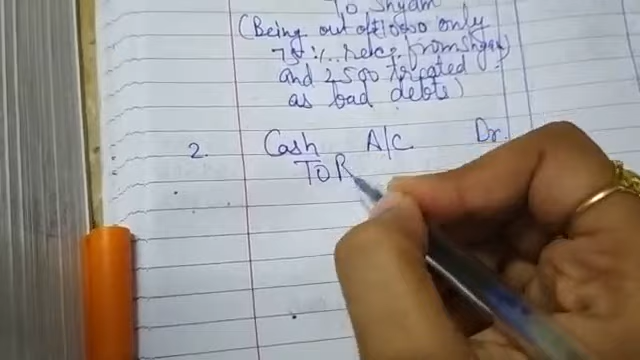 To Shyam
(Being out of 10000 only
75%. Rece. from Shyam)
and 2500 treated
as bad debts)
2. Cash A/C Dr.
To R